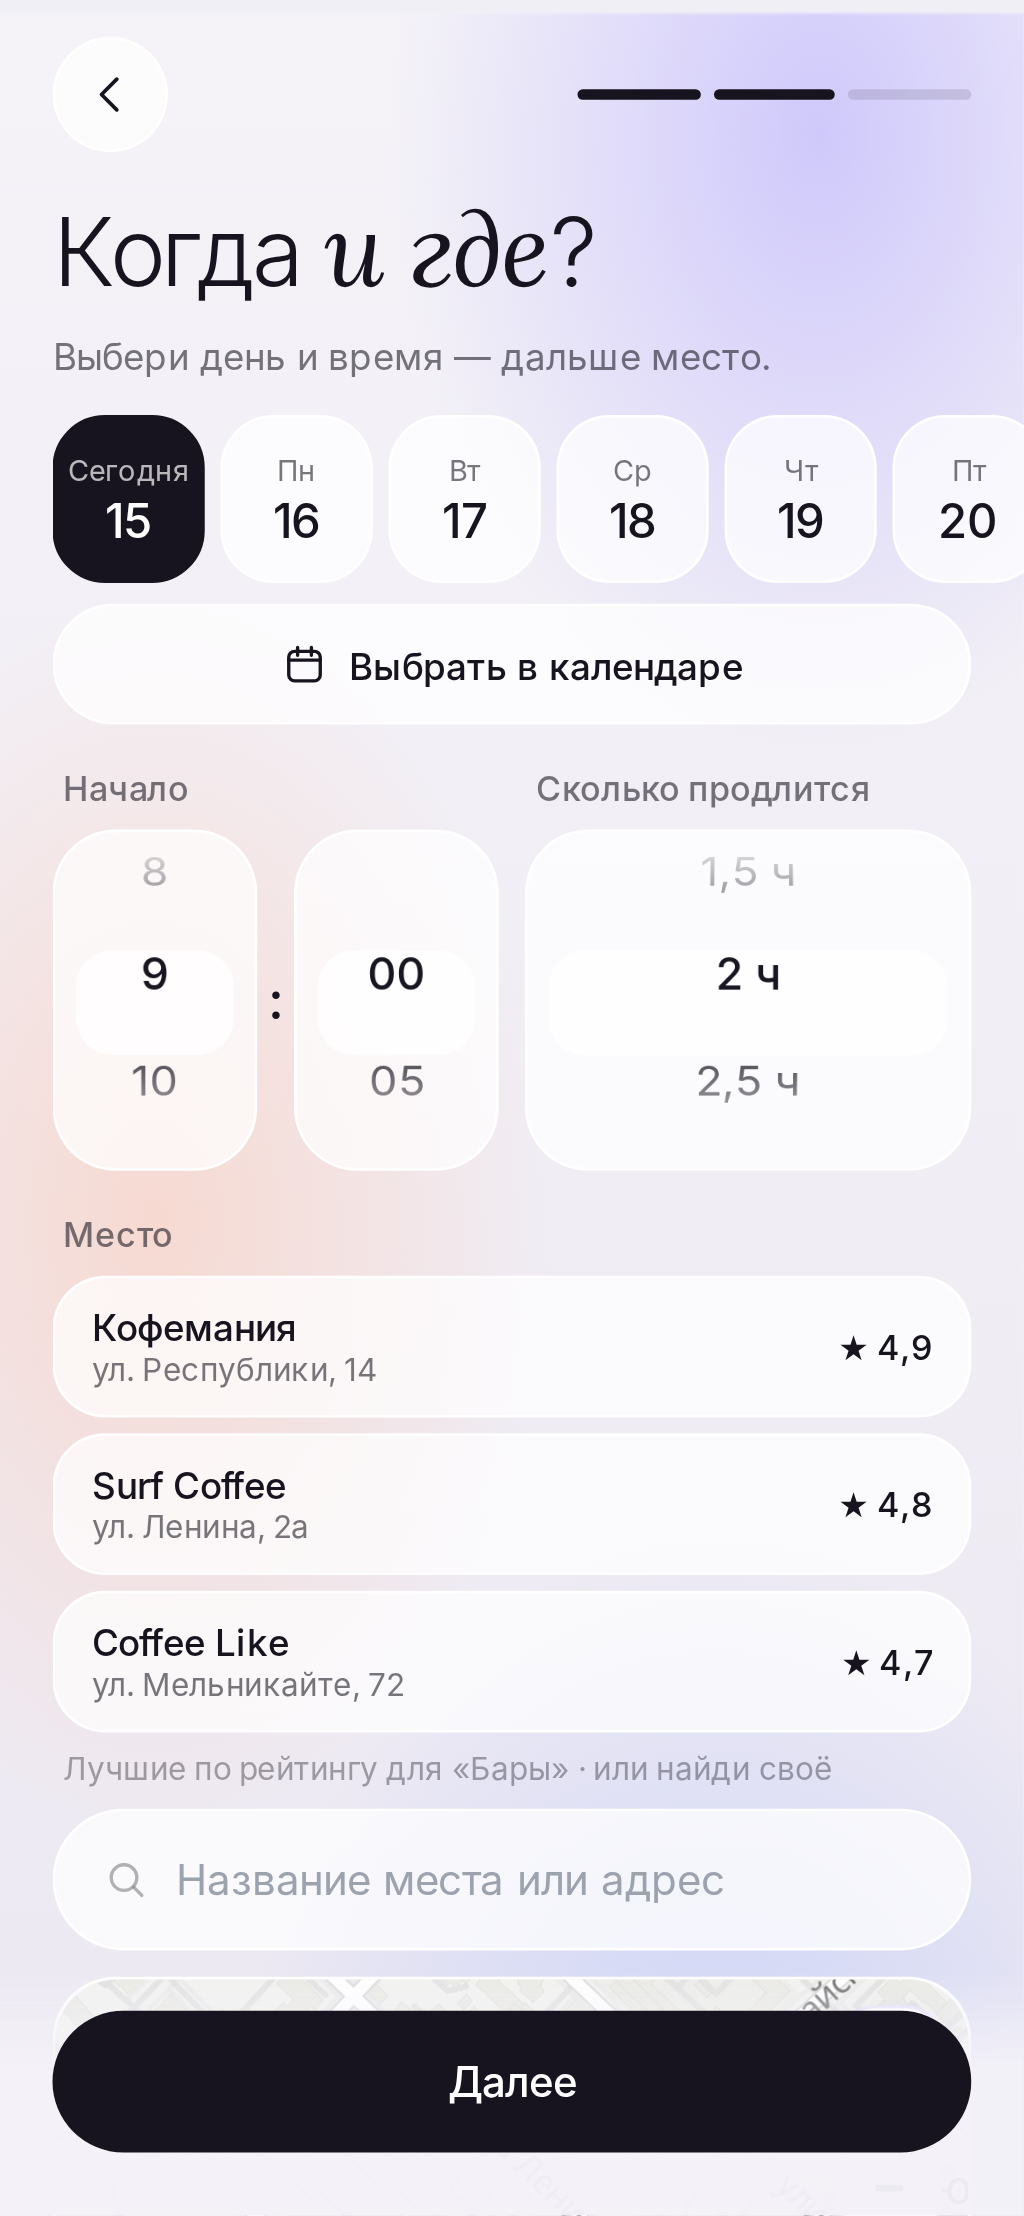 Когда и где?
Выбери день и время — дальше место.
Сегодня Пн Вт Ср Чт Пт
15 16 17 18 19 20
Выбрать в календаре
Начало Сколько продлится
8 1,5 ч
9 : 00 2 ч
10 05 2,5 ч
Место
Кофемания
ул. Республики, 14
★ 4,9
Surf Coffee
ул. Ленина, 2а
★ 4,8
Coffee Like
ул. Мельникайте, 72
★ 4,7
Лучшие по рейтингу для «Бары» · или найди своё
Название места или адрес
Далее